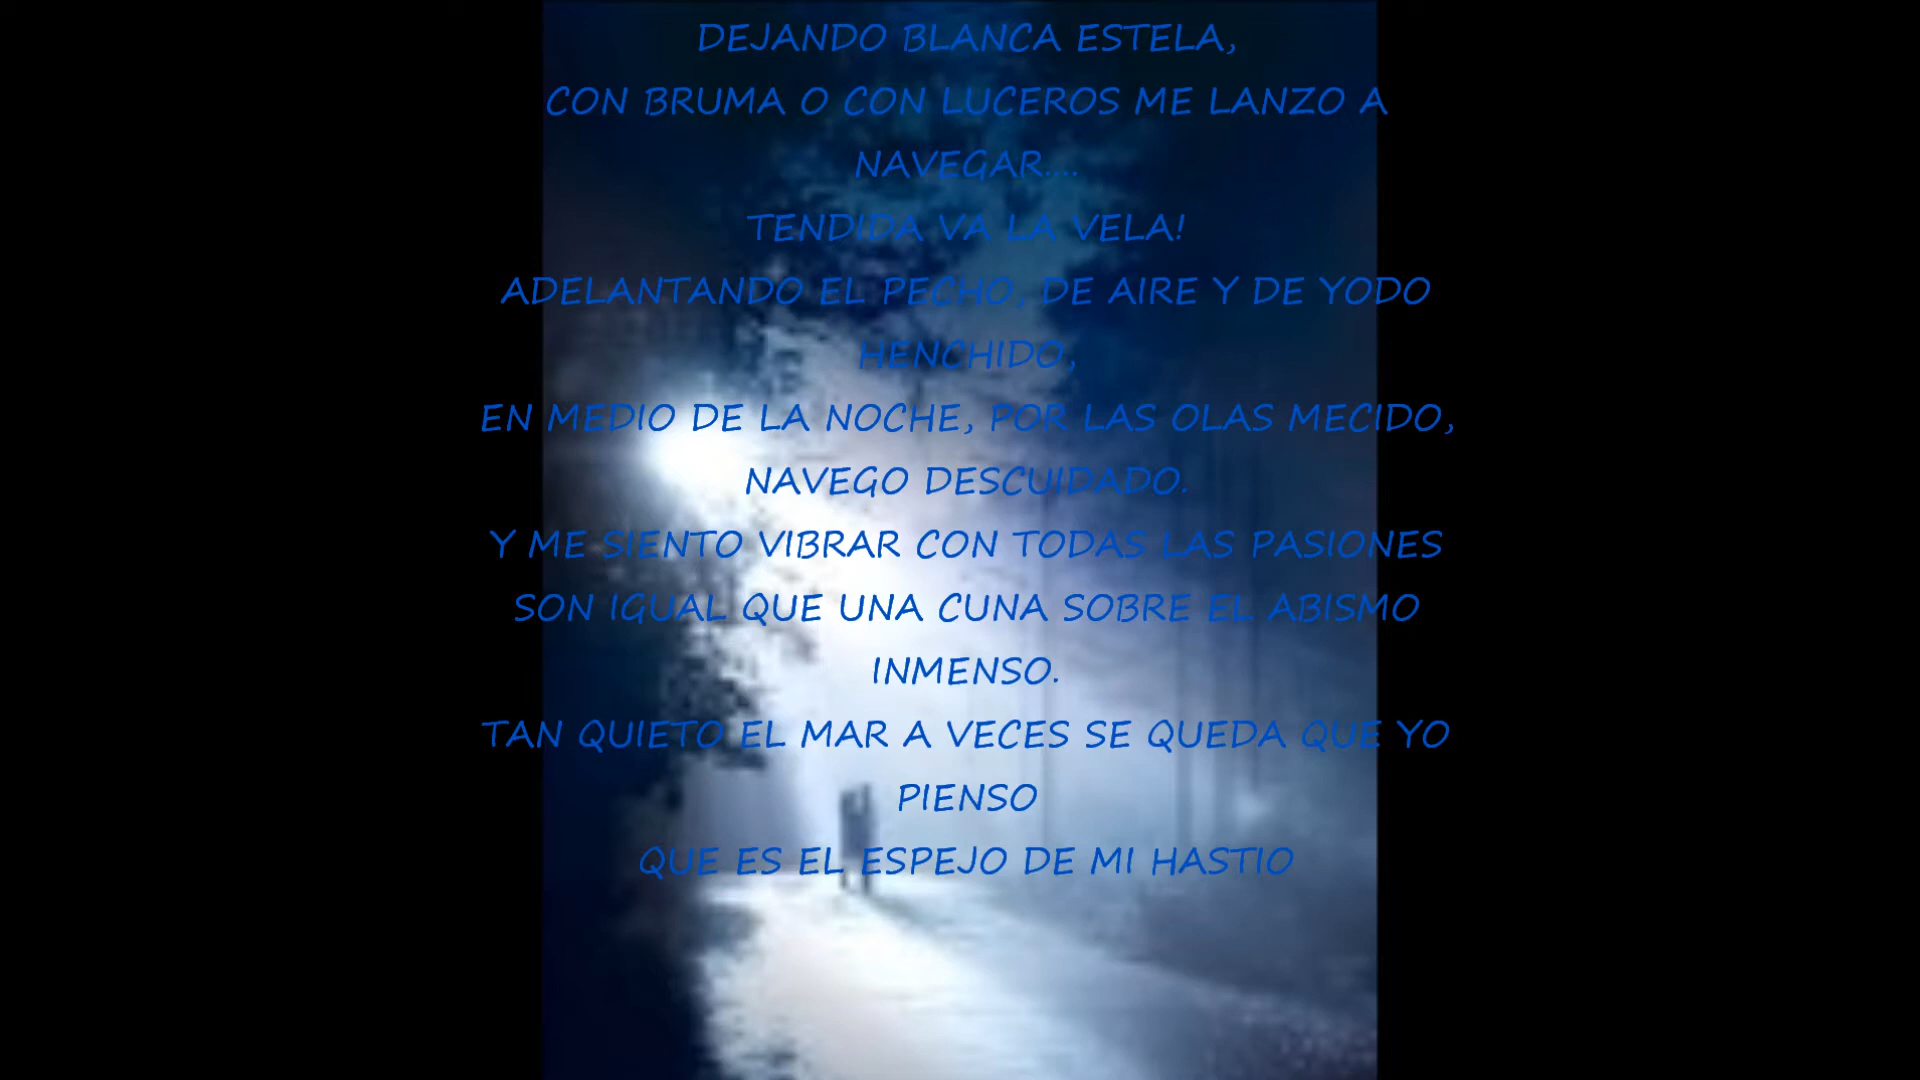 DEJANDO BLANCA ESTELA,
CON BRUMA O CON LUCEROS ME LANZO A
NAVEGAR....
TENDIDA VA LA VELA!
ADELANTANDO EL PECHO, DE AIRE Y DE YODO
HENCHIDO,
EN MEDIO DE LA NOCHE, POR LAS OLAS MECIDO,
NAVEGO DESCUIDADO.
Y ME SIENTO VIBRAR CON TODAS LAS PASIONES
SON IGUAL QUE UNA CUNA SOBRE EL ABISMO
INMENSO.
TAN QUIETO EL MAR A VECES SE QUEDA QUE YO
PIENSO
QUE ES EL ESPEJO DE MI HASTIO